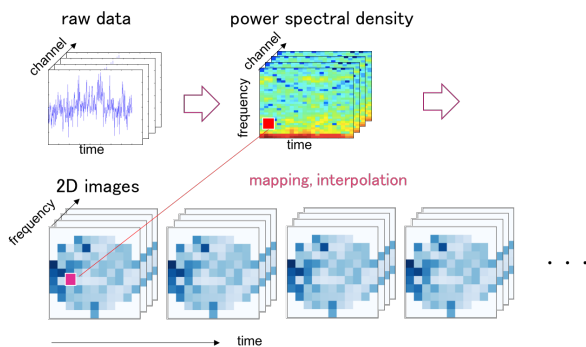 raw data
power spectral density
channel
time
channel
frequency
time
2D images
mapping, interpolation
frequency
. . .
time